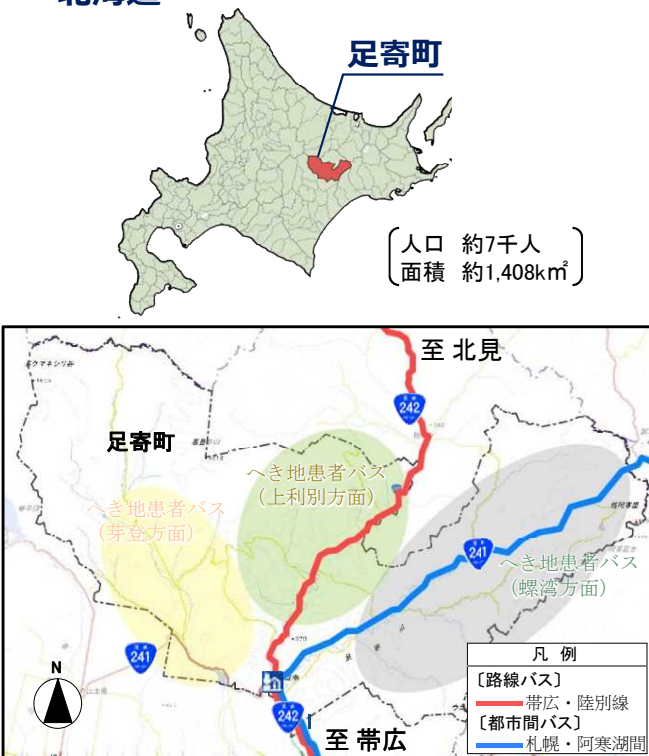 北海道
足寄町
人口 約7千人
面積 約1,408k㎡
至 北見
242
足寄町
へき地患者バス
(上利別方面)
へき地患者バス
(芽登方面)
241
へき地患者バス
(螺湾方面)
241
N
242
至 帯広
凡 例
〔路線バス〕
帯広・陸別線
〔都市間バス〕
札幌・阿寒湖間